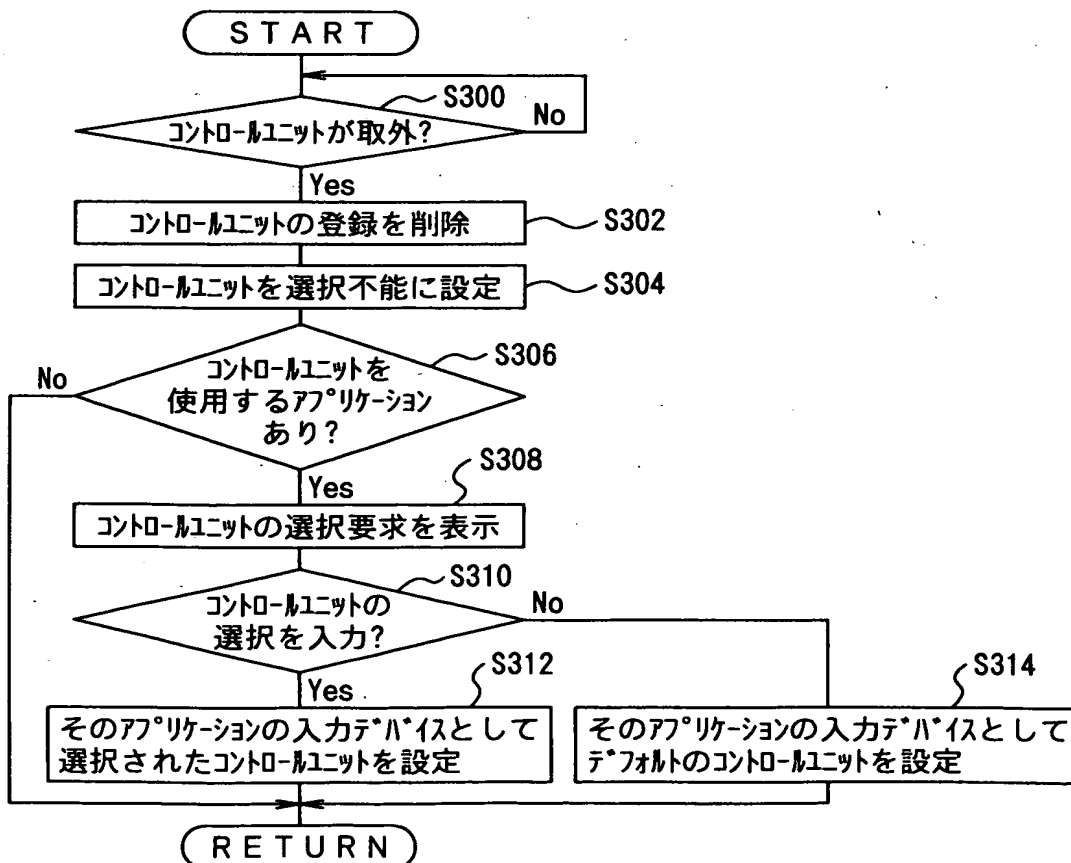 START
S300
No
コントロールユニットが取外?
Yes
コントロールユニットの登録を削除
S302
コントロールユニットを選択不能に設定
S304
S306
No
コントロールユニットを
使用するアプリケーション
あり?
Yes
S308
コントロールユニットの選択要求を表示
S310
No
コントロールユニットの
選択を入力?
Yes
S312
そのアプリケーションの入力デバイスとして
選択されたコントロールユニットを設定
S314
そのアプリケーションの入力デバイスとして
デフォルトのコントロールユニットを設定
RETURN